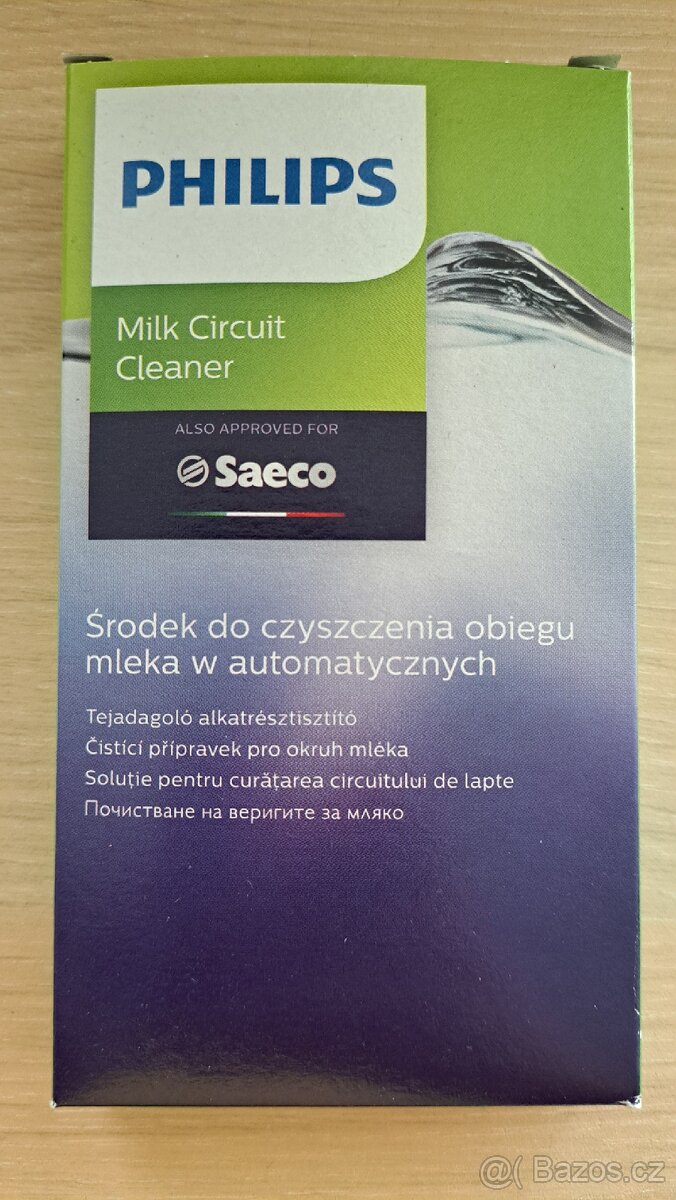 PHILIPS
Milk Circuit
Cleaner
ALSO APPROVED FOR
Saeco
Środek do czyszczenia obiegu
mleka w automatycznych
Tejadagoló alkatrésztisztító
Čistící přípravek pro okruh mléka
Soluție pentru curățarea circuitului de lapte
Почистване на веригите за мляко
@( Bazos.cz